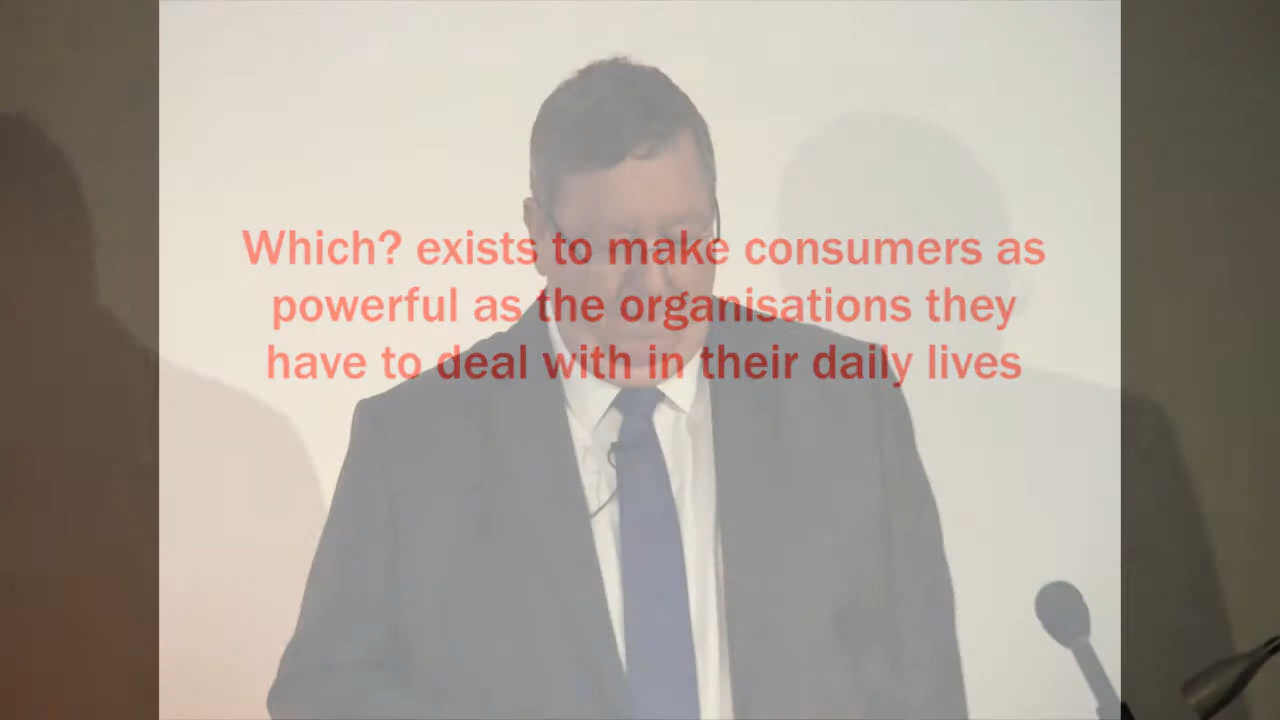 Which? exists to make consumers as
powerful as the organisations they
have to deal with in their daily lives